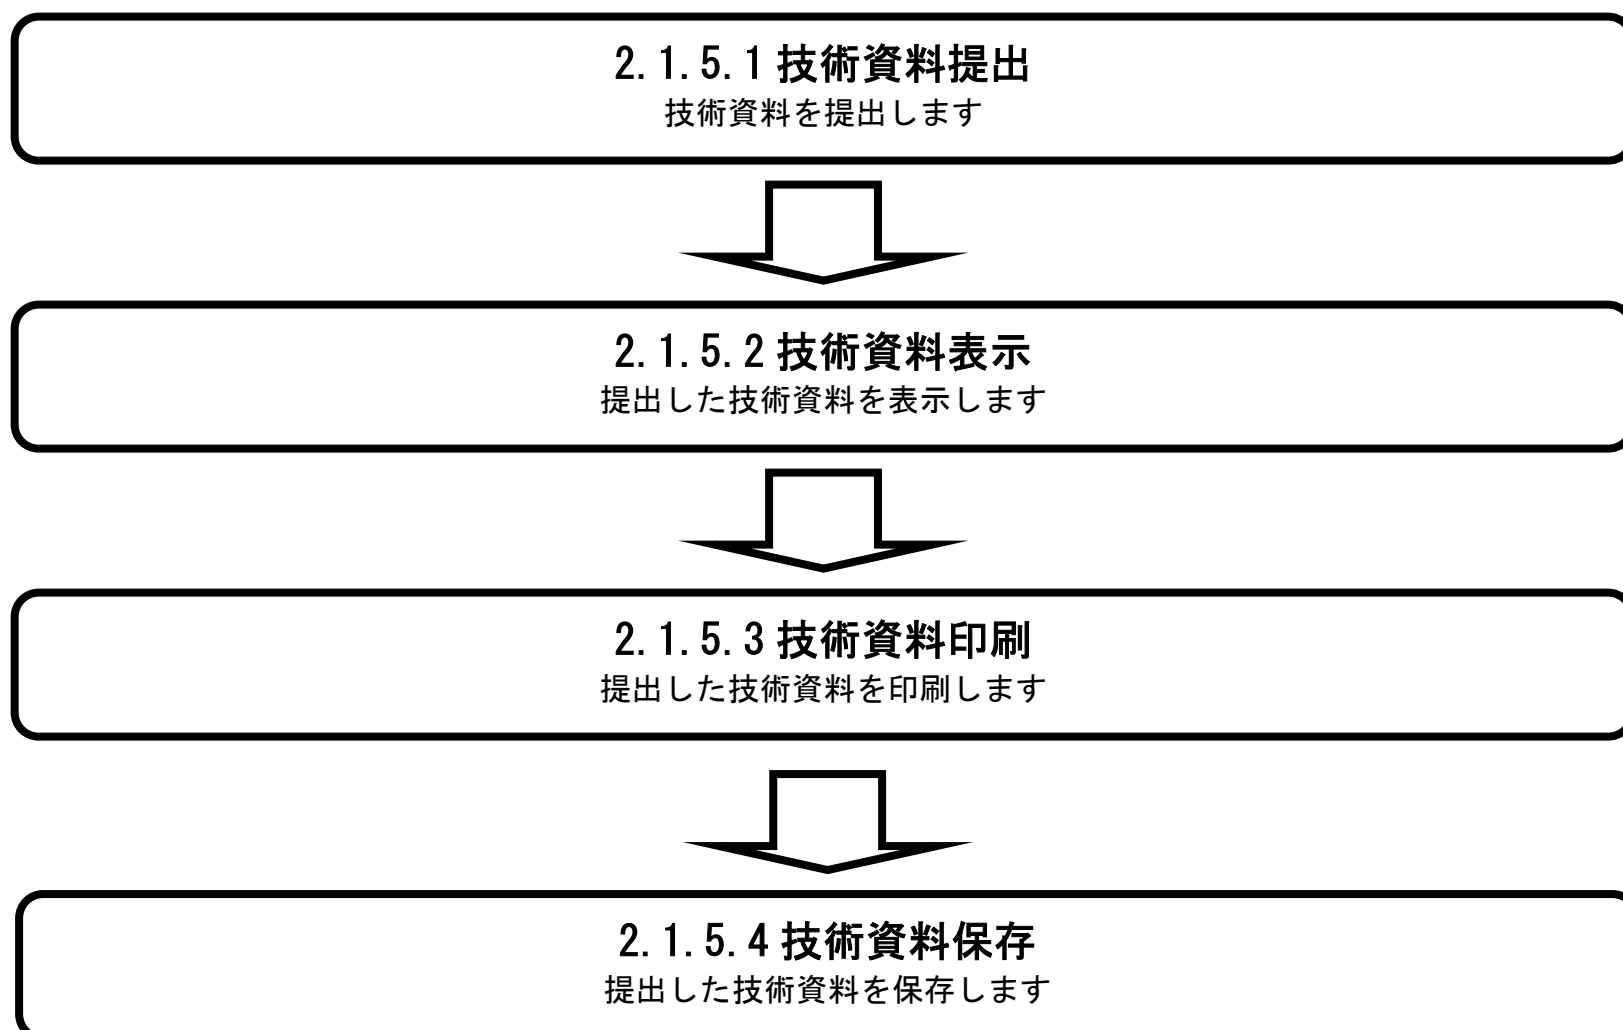 2.1.5.1 技術資料提出
技術資料を提出します
2.1.5.2 技術資料表示
提出した技術資料を表示します
2.1.5.3 技術資料印刷
提出した技術資料を印刷します
2.1.5.4 技術資料保存
提出した技術資料を保存します